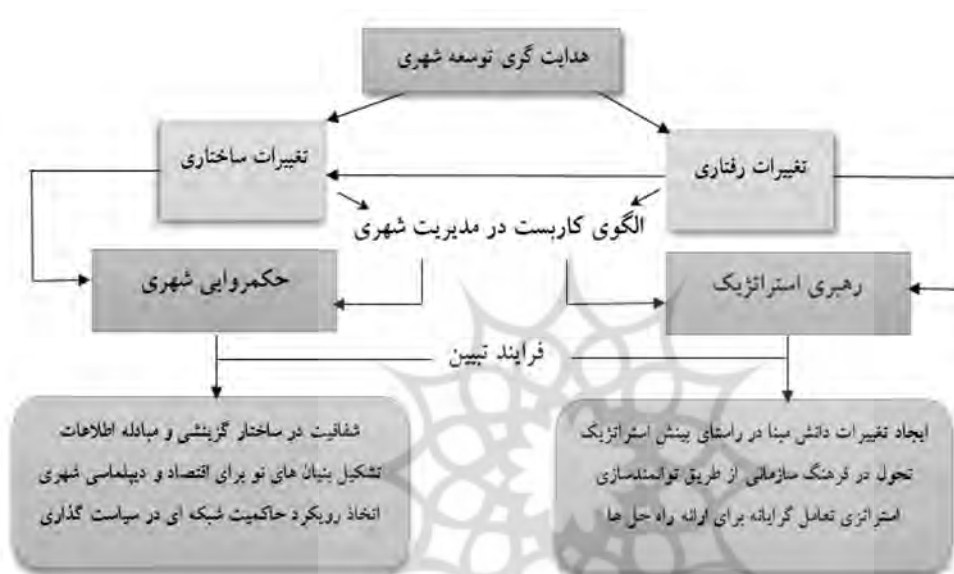 هدایت گری توسعه شهری
تغییرات رفتاری
تغییرات ساختاری
الگوی کاربست در مدیریت شهری
رهبری استراتژیک
حکمروایی شهری
فرایند تبیین
ایجاد تغییرات دانش مبنا در راستای بینش استراتژیک
تحول در فرهنگ سازمانی از طریق توانمندسازی
استراتژی تعامل گرایانه برای ارائه راه حل ها
شفافیت در ساختار گزینشی و مبادله اطلاعات
تشکیل بنیان های نو برای اقتصاد و دیپلماسی شهری
اتخاذ رویکرد حاکمیت شبکه ای در سیاست گذاری